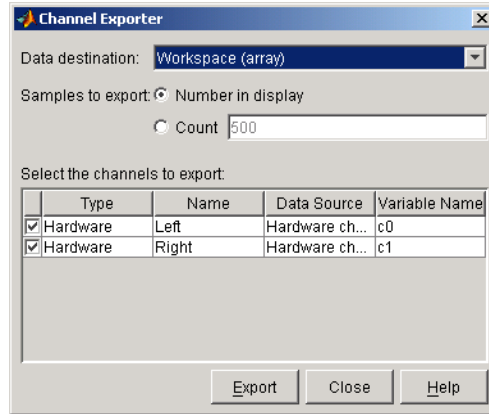 Channel Exporter
Data destination: Workspace (array)
Samples to export: Number in display
Count 500
Select the channels to export:
Type Name Data Source Variable Name
Hardware Left Hardware ch... c0
Hardware Right Hardware ch... c1
Export Close Help